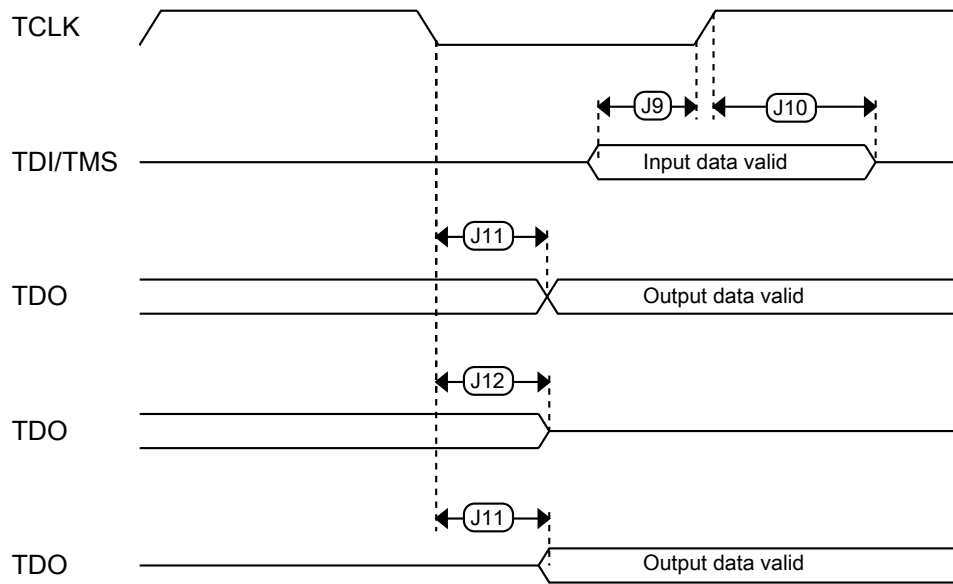 TCLK
J9
J10
TDI/TMS
Input data valid
J11
TDO
Output data valid
J12
TDO
J11
TDO
Output data valid